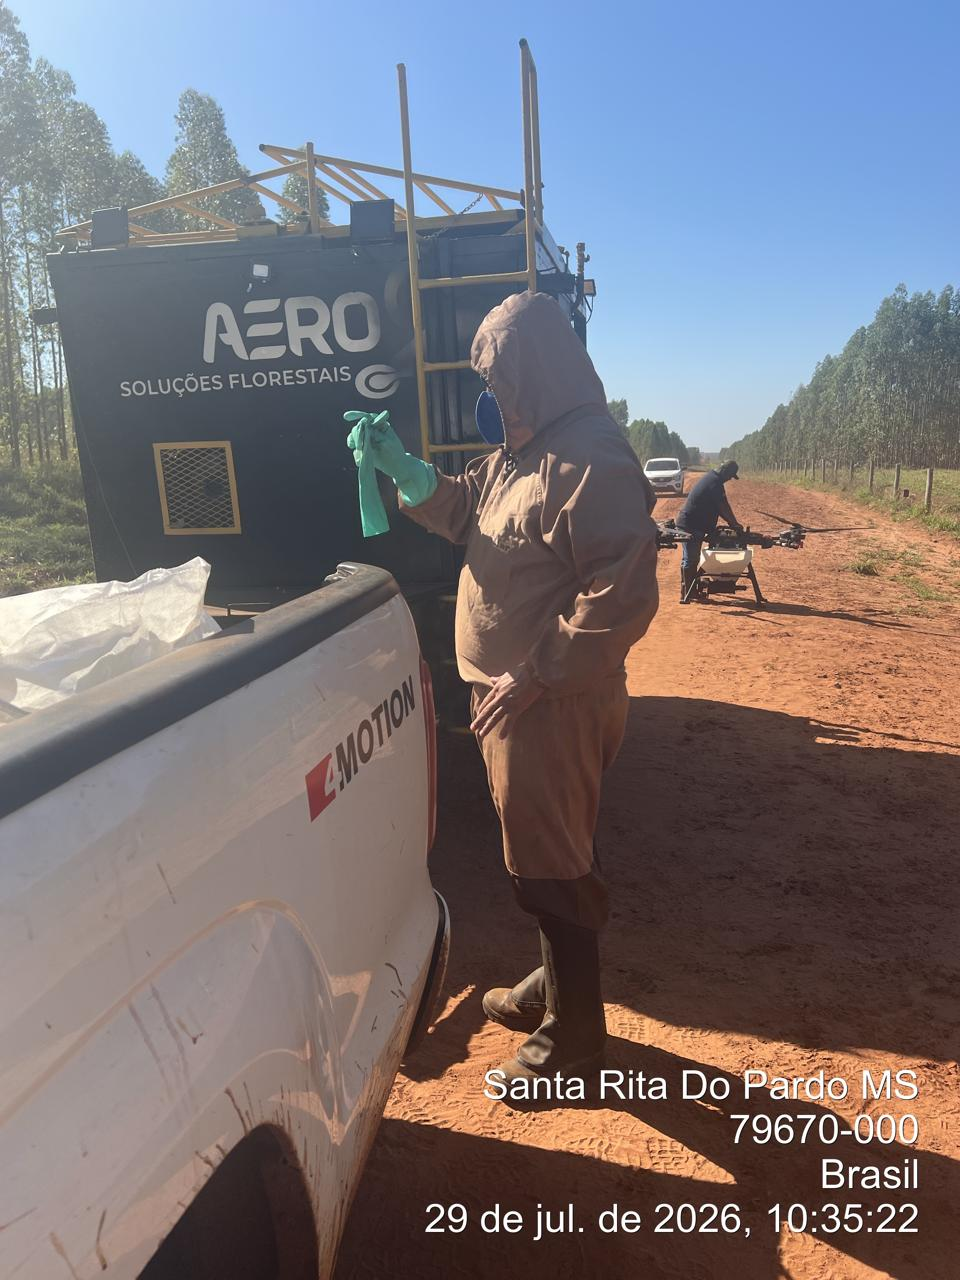 AERO
SOLUÇÕES FLORESTAIS
4MOTION
Santa Rita Do Pardo MS
79670-000
Brasil
29 de jul. de 2026, 10:35:22